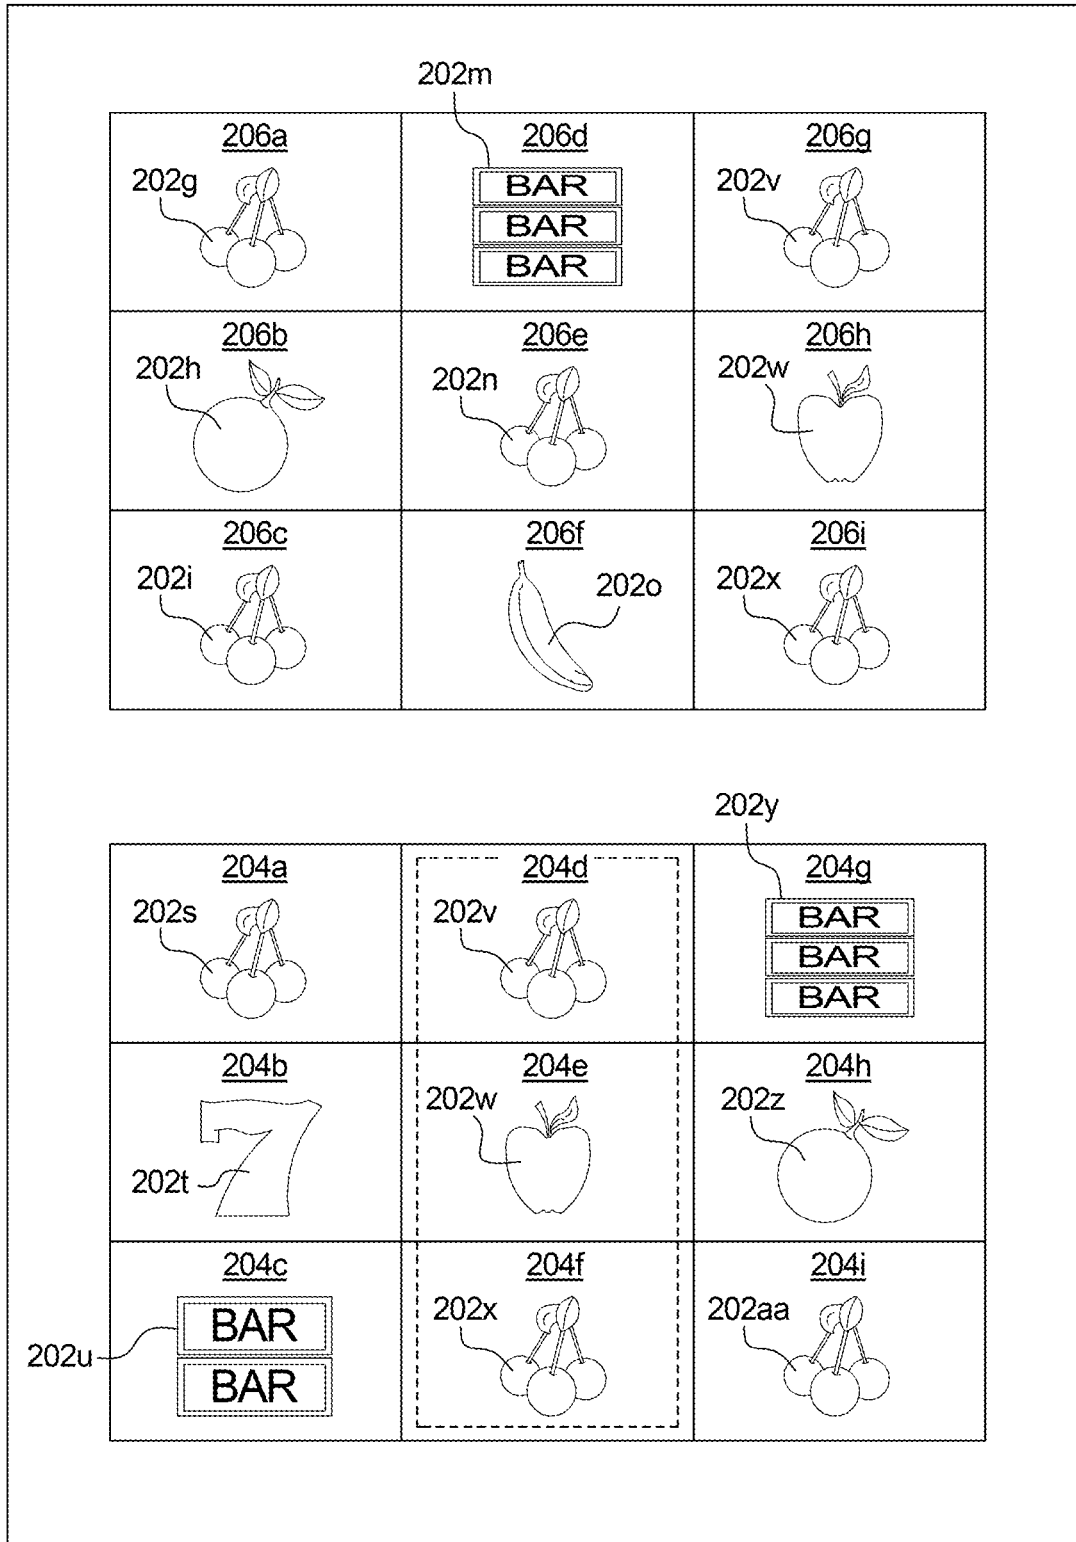 202m
206a 206d 206g
202g BAR 202v
BAR
BAR
206b 206e 206h
202h 202n 202w
206c 206f 206i
202i 202o 202x
202y
204a 204d 204g
202s 202v BAR
BAR
BAR
204b 204e 204h
202t 202w 202z
204c 204f 204i
BAR 202x 202aa
202u BAR